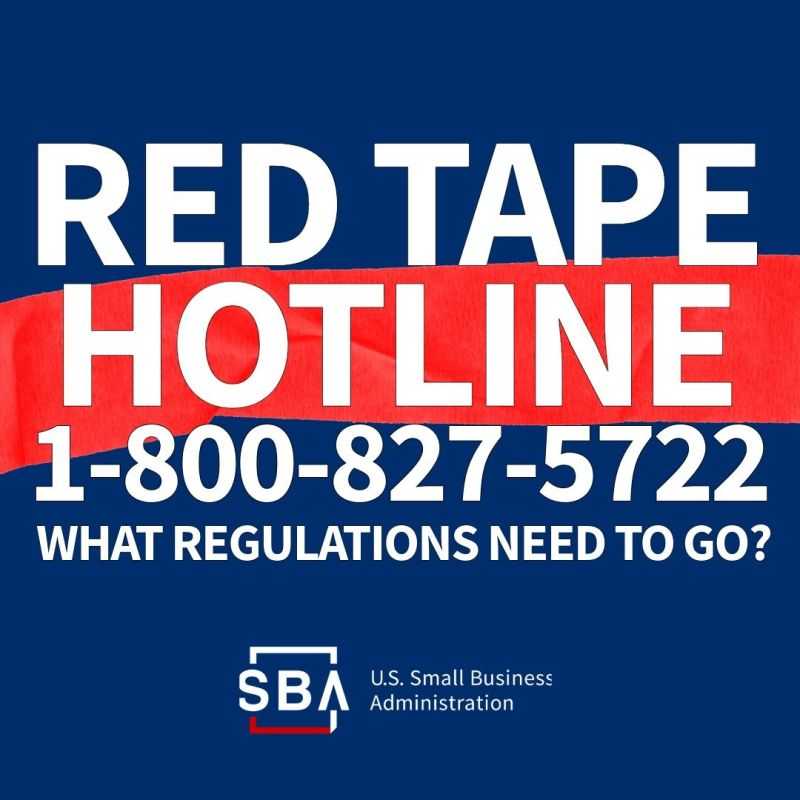 RED TAPE
HOTLINE
1-800-827-5722
WHAT REGULATIONS NEED TO GO?
SBA
U.S. Small Business
Administration